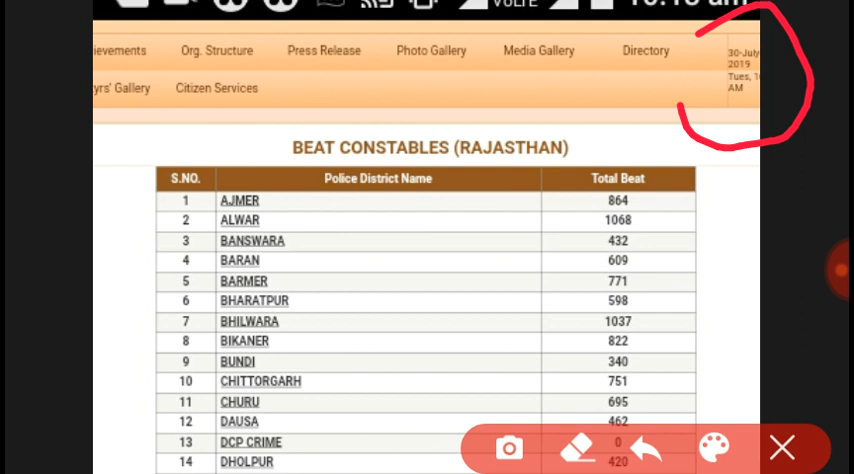 VOLTE
ievements Org. Structure Press Release Photo Gallery Media Gallery Directory
30-July
2019
Tues, 1
AM
yrs' Gallery Citizen Services
BEAT CONSTABLES (RAJASTHAN)
S.NO. Police District Name Total Beat
1 AJMER 864
2 ALWAR 1068
3 BANSWARA 432
4 BARAN 609
5 BARMER 771
6 BHARATPUR 598
7 BHILWARA 1037
8 BIKANER 822
9 BUNDI 340
10 CHITTORGARH 751
11 CHURU 695
12 DAUSA 462
13 DCP CRIME 0
14 DHOLPUR 420